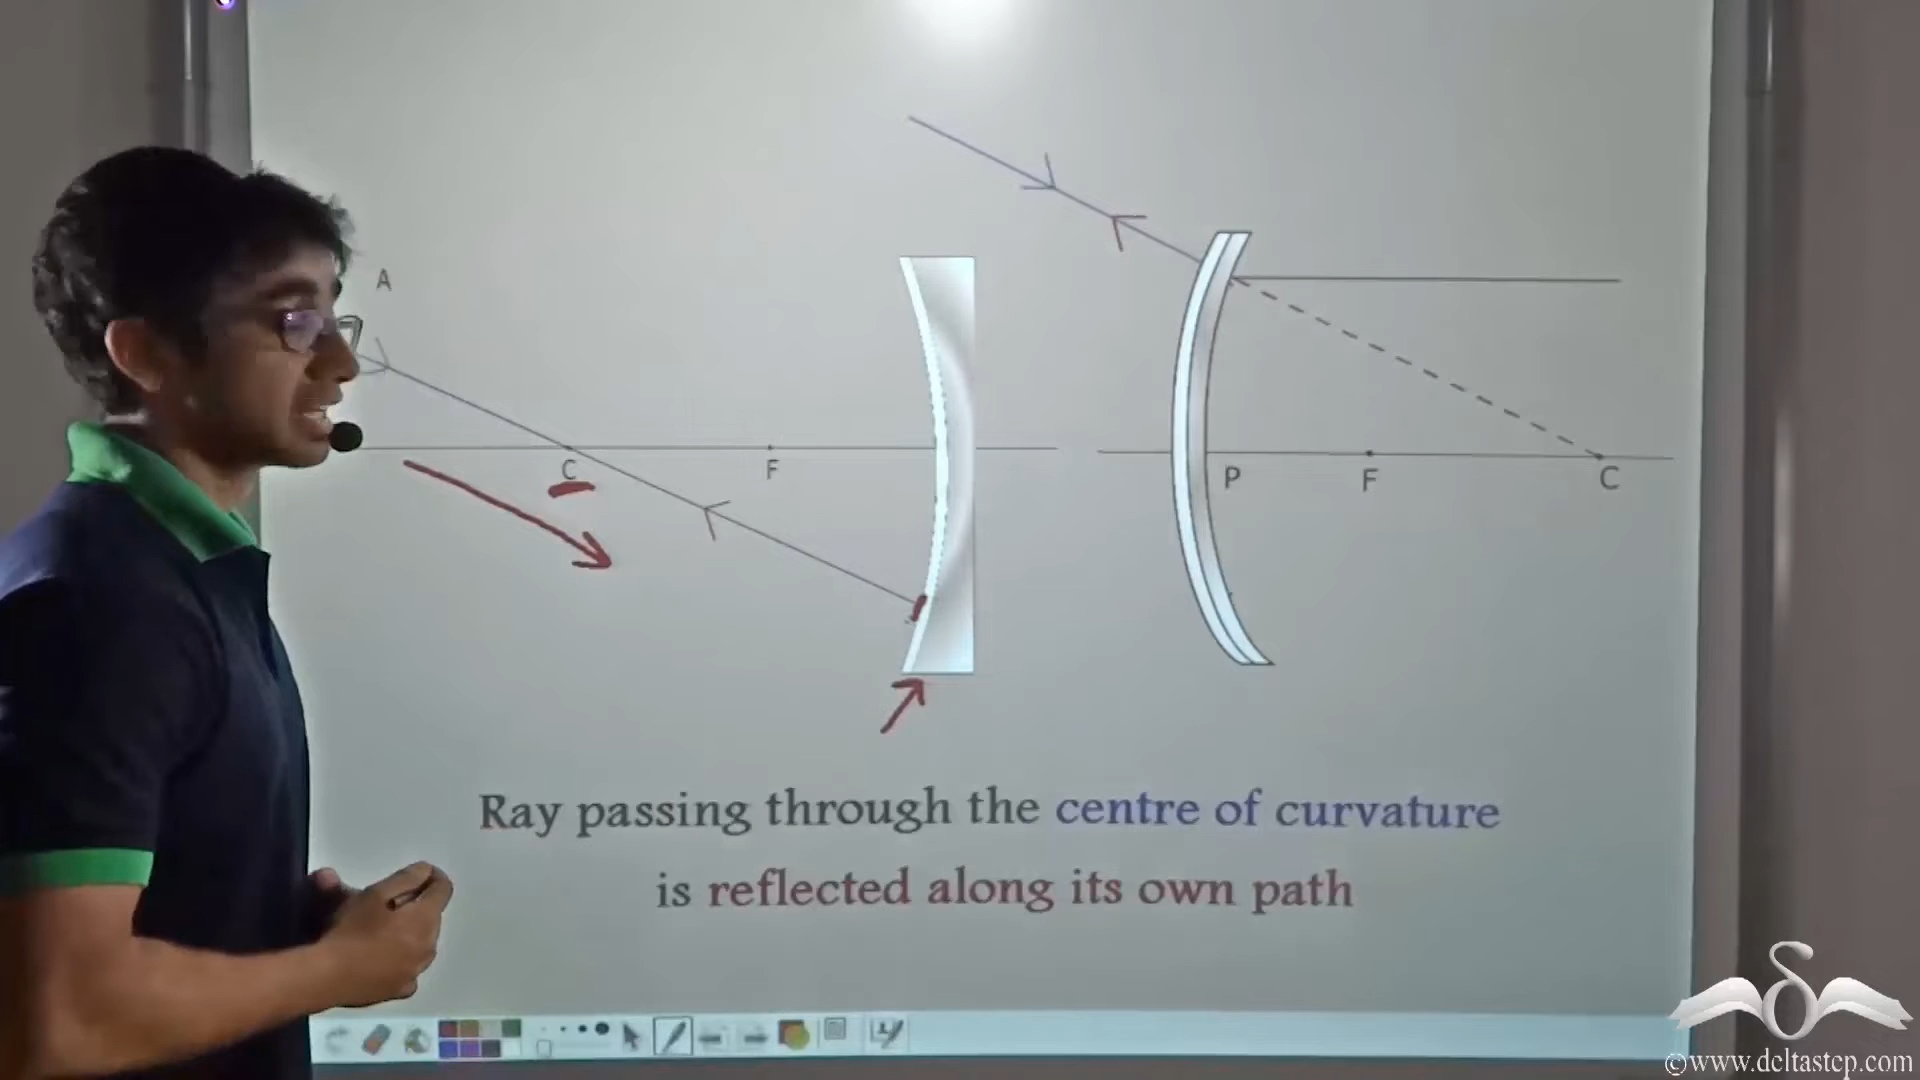 A
C
F
P
F
C
Ray passing through the centre of curvature
is reflected along its own path
©www.deltastep.com